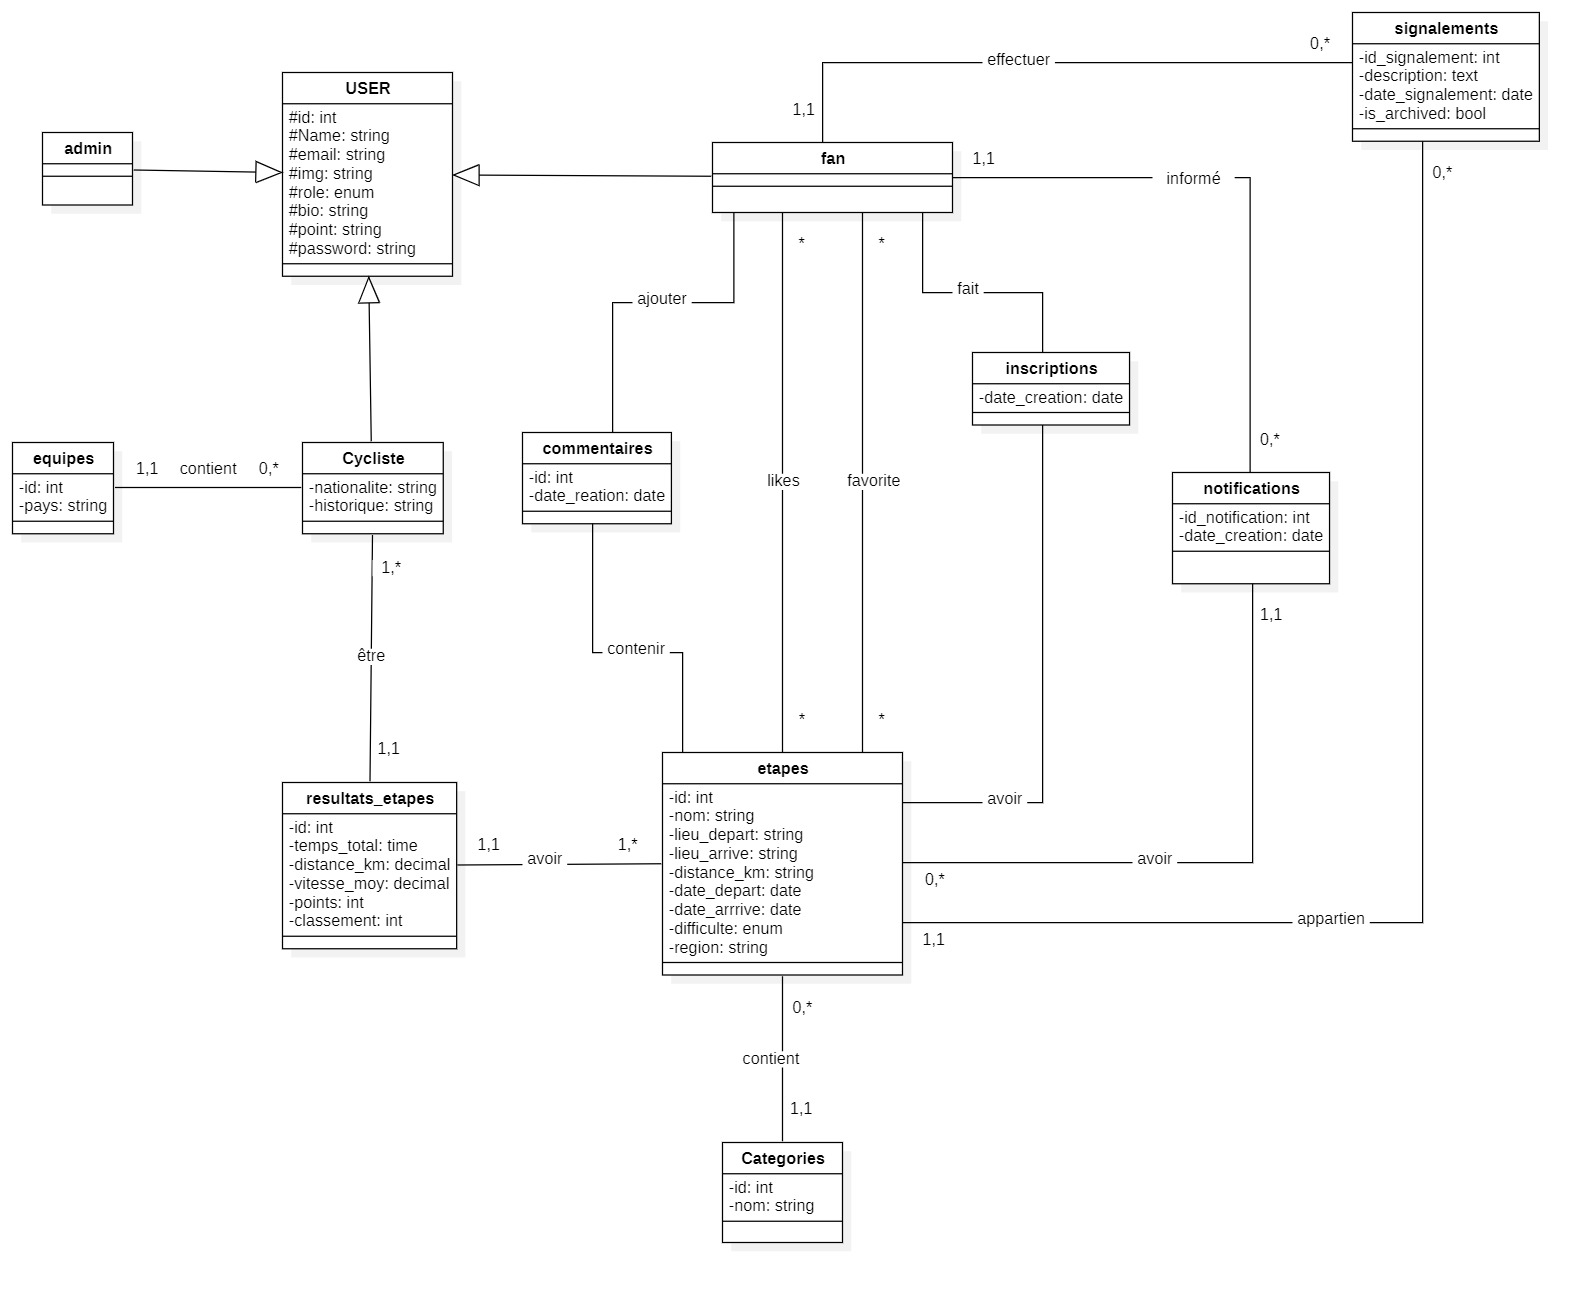 signalements
-id_signalement: int
-description: text
-date_signalement: date
-is_archived: bool
0,*
effectuer
1,1
0,*
USER
#id: int
#Name: string
#email: string
#img: string
#role: enum
#bio: string
#point: string
#password: string
admin
fan
1,1
informé
*
*
ajouter
fait
inscriptions
-date_creation: date
0,*
equipes
-id: int
-pays: string
1,1
contient
0,*
Cycliste
-nationalite: string
-historique: string
commentaires
-id: int
-date_reation: date
likes
favorite
notifications
-id_notification: int
-date_creation: date
1,*
1,1
être
contenir
*
*
1,1
resultats_etapes
-id: int
-temps_total: time
-distance_km: decimal
-vitesse_moy: decimal
-points: int
-classement: int
1,1
avoir
1,*
etapes
-id: int
-nom: string
-lieu_depart: string
-lieu_arrive: string
-distance_km: string
-date_depart: date
-date_arrrive: date
-difficulte: enum
-region: string
avoir
avoir
0,*
appartien
1,1
0,*
contient
1,1
Categories
-id: int
-nom: string